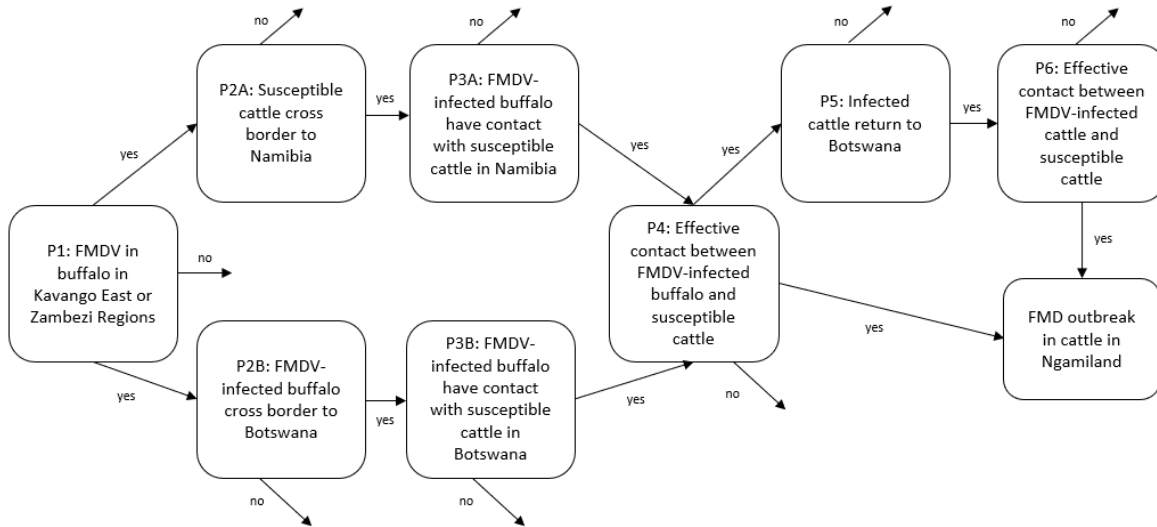 P1: FMDV in
buffalo in
Kavango East or
Zambezi Regions
no
yes
yes
P2A: Susceptible
cattle cross
border to
Namibia
no
yes
P3A: FMDV-
infected buffalo
have contact
with susceptible
cattle in Namibia
no
yes
P2B: FMDV-
infected buffalo
cross border to
Botswana
no
yes
P3B: FMDV-
infected buffalo
have contact
with susceptible
cattle in
Botswana
no
yes
P4: Effective
contact between
FMDV-infected
buffalo and
susceptible
cattle
no
yes
yes
P5: Infected
cattle return to
Botswana
no
yes
P6: Effective
contact between
FMDV-infected
cattle and
susceptible
cattle
no
yes
FMD outbreak
in cattle in
Ngamiland